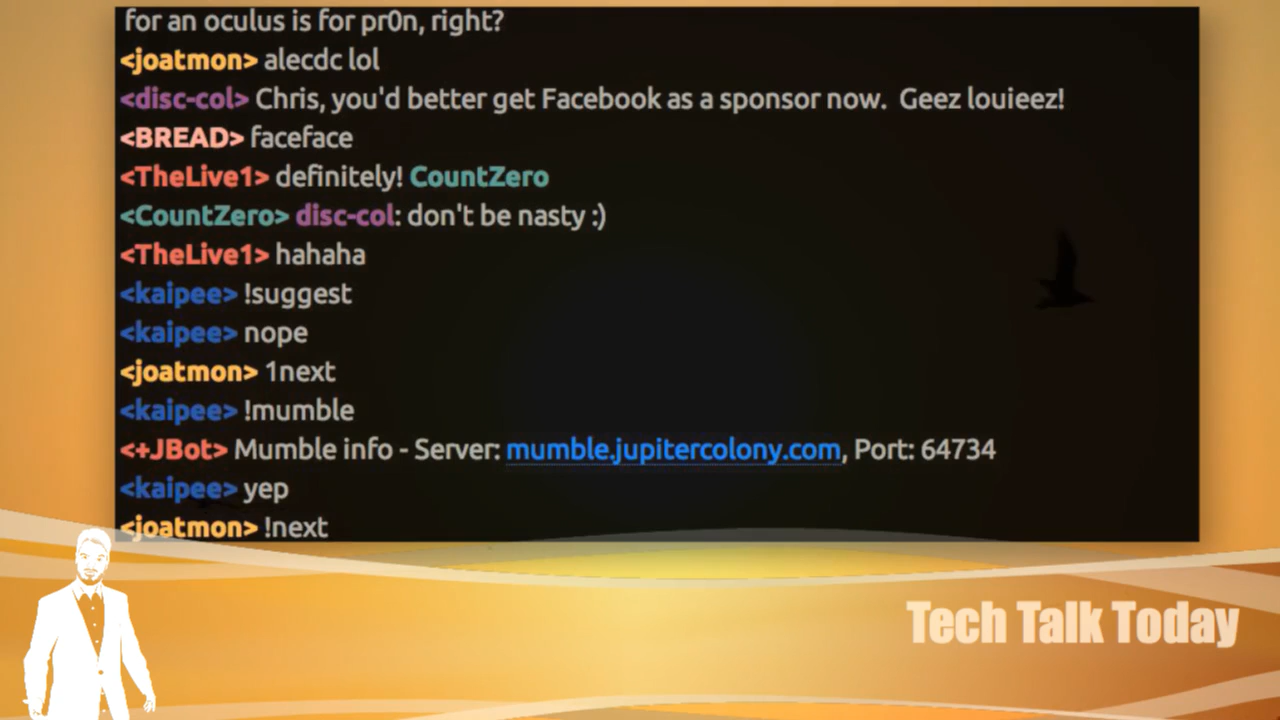 for an oculus is for pr0n, right?
<joatmon> alecdc lol
<disc-col> Chris, you'd better get Facebook as a sponsor now.  Geez louieez!
<BREAD> faceface
<TheLive1> definitely! CountZero
<CountZero> disc-col: don't be nasty :)
<TheLive1> hahaha
<kaipee> !suggest
<kaipee> nope
<joatmon> 1next
<kaipee> !mumble
<+JBot> Mumble info - Server: mumble.jupitercolony.com, Port: 64734
<kaipee> yep
<joatmon> !next
Tech Talk Today